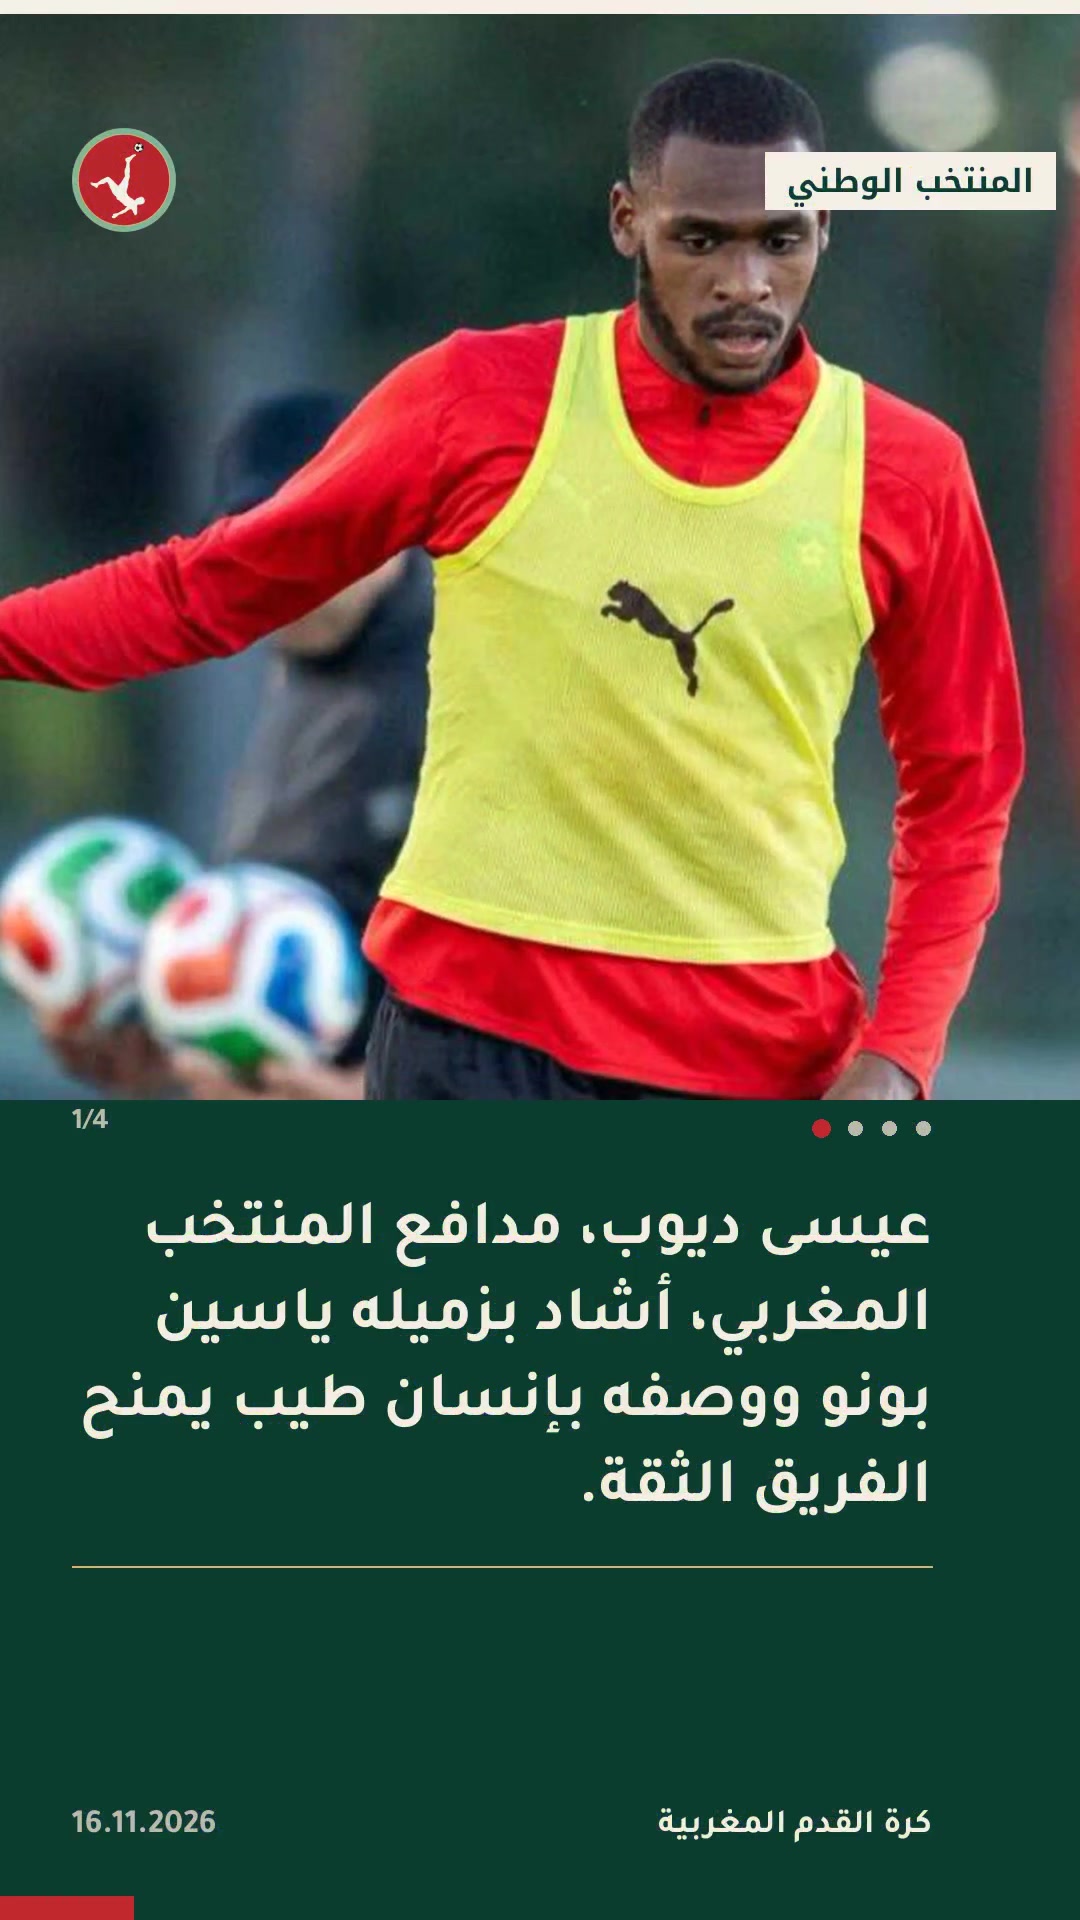 المنتخب الوطني
1/4
عيسى ديوب، مدافع المنتخب
المغربي، أشاد بزميله ياسين
بونو ووصفه بإنسان طيب يمنح
الفريق الثقة.
كرة القدم المغربية
16.11.2026